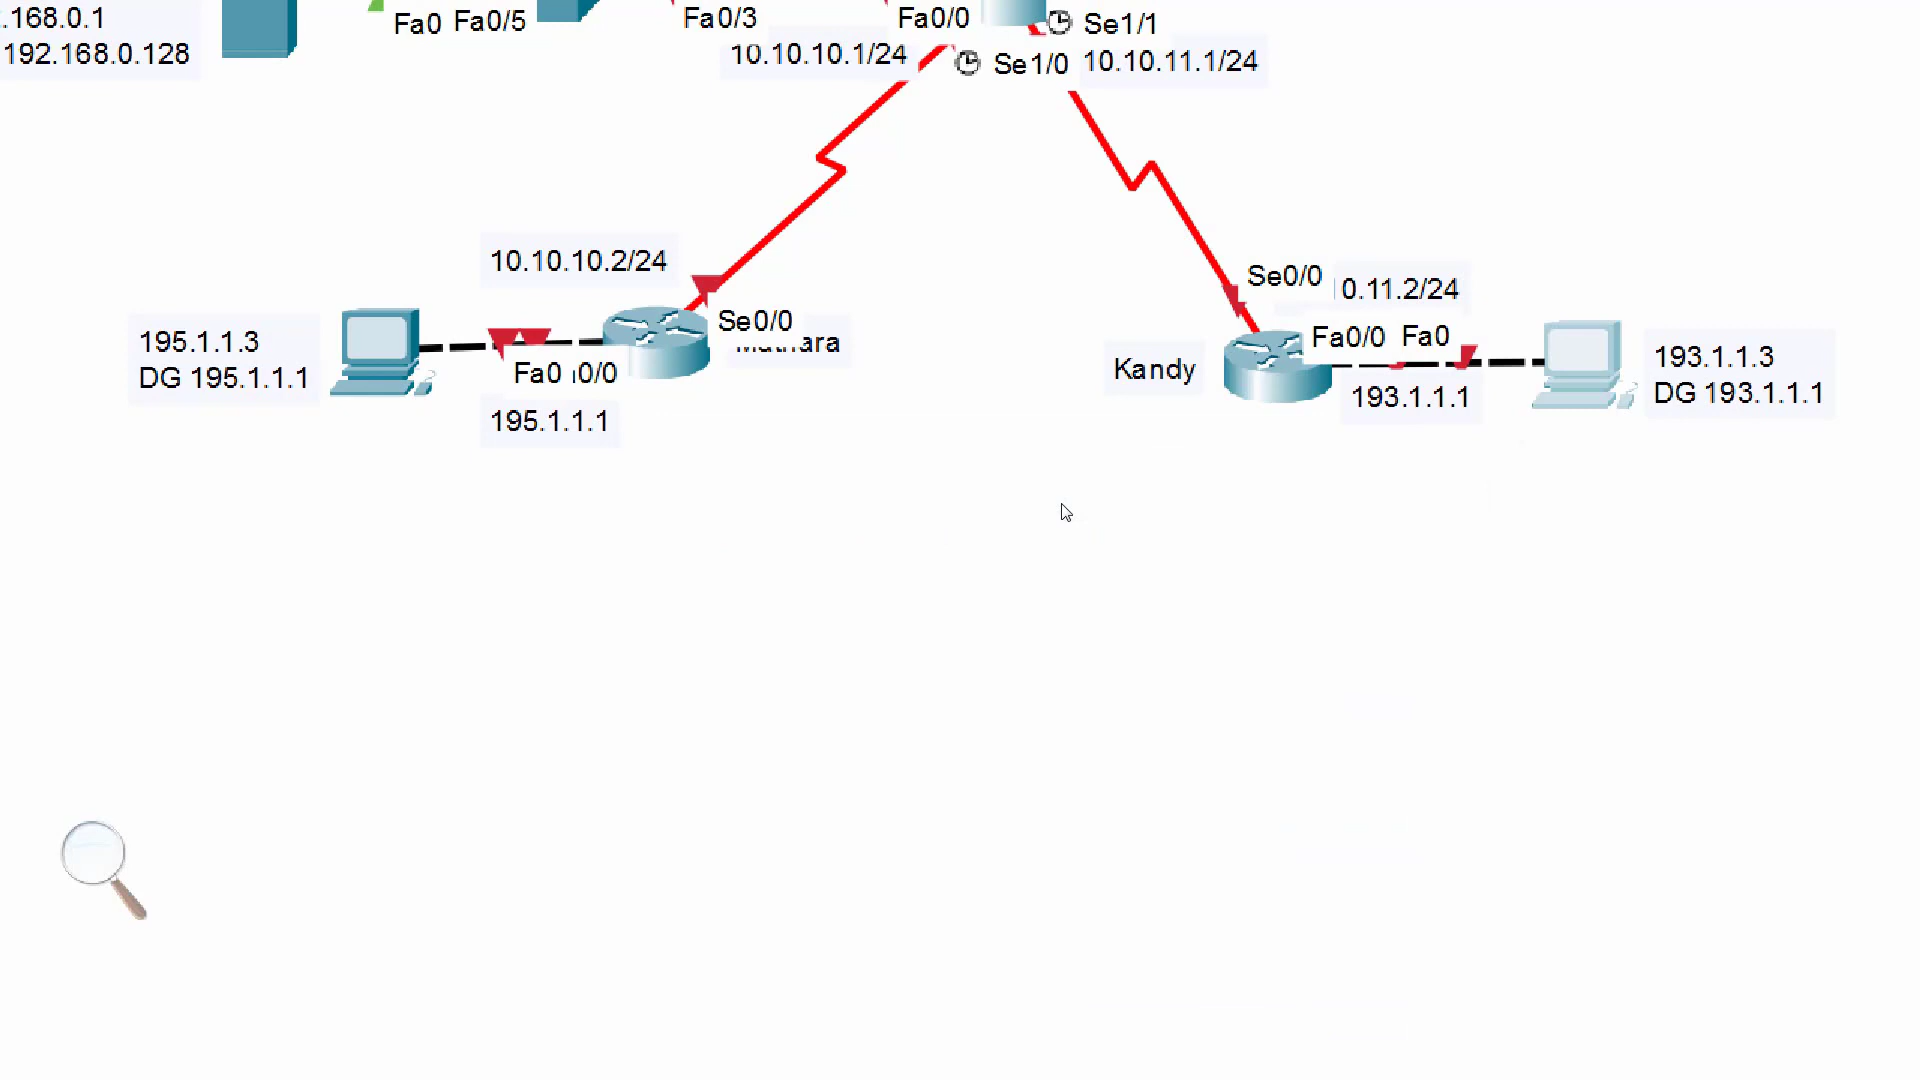 .168.0.1
192.168.0.128
Fa0
Fa0/5
Fa0/3
10.10.10.1/24
Fa0/0
Se1/0
Se1/1
10.10.11.1/24
10.10.10.2/24
Se0/0
195.1.1.3
DG 195.1.1.1
Fa0
0/0
195.1.1.1
Se0/0
0.11.2/24
Kandy
Fa0/0
Fa0
193.1.1.1
193.1.1.3
DG 193.1.1.1